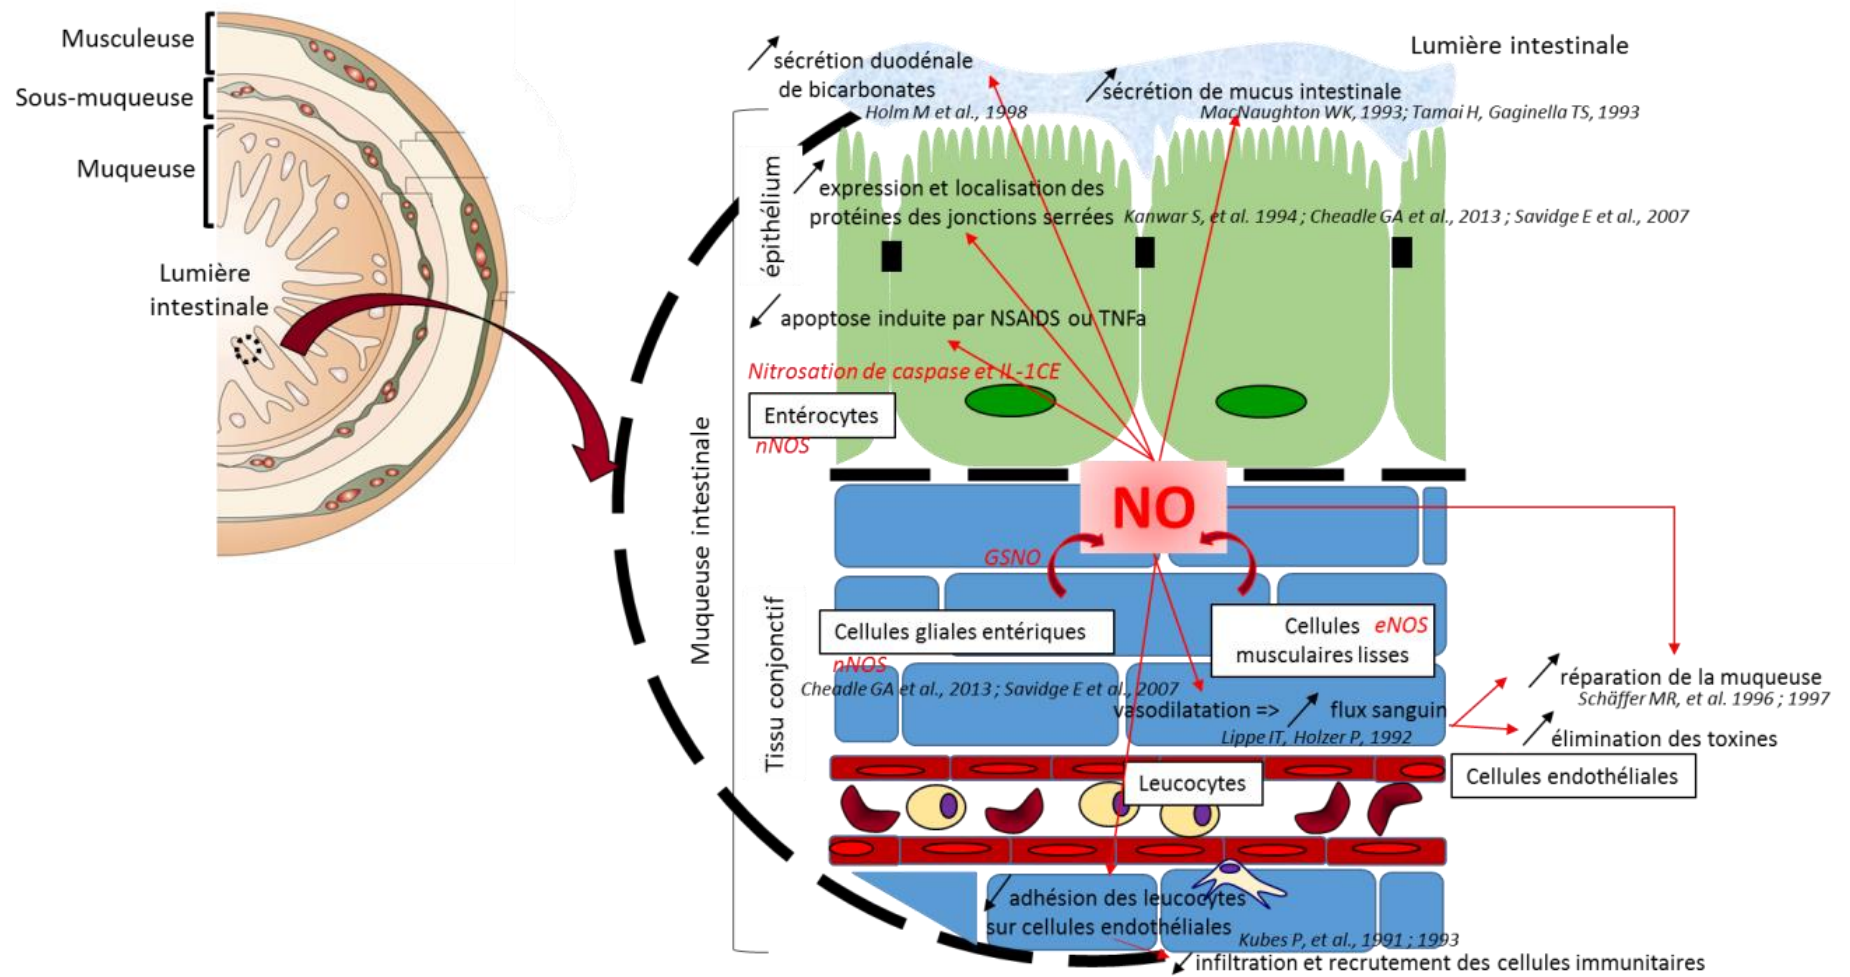 Musculeuse
Sous-muqueuse
Muqueuse
Lumière
intestinale
Lumière intestinale
sécrétion duodénale
de bicarbonates
Holm M et al., 1998
sécrétion de mucus intestinale
MacNaughton WK, 1993; Tamai H, Gaginella TS, 1993
épithélium
expression et localisation des
protéines des jonctions serrées
Kanwar S, et al. 1994 ; Cheadle GA et al., 2013 ; Savidge E et al., 2007
apoptose induite par NSAIDS ou TNFa
Nitrosation de caspase et IL-1CE
Entérocytes
nNOS
Muqueuse intestinale
NO
GSNO
Tissu conjonctif
Cellules gliales entériques
nNOS
Cheadle GA et al., 2013 ; Savidge E et al., 2007
Cellules eNOS
musculaires lisses
vasodilatation => flux sanguin
Lippe IT, Holzer P, 1992
réparation de la muqueuse
Schäffer MR, et al. 1996 ; 1997
élimination des toxines
Cellules endothéliales
Leucocytes
adhésion des leucocytes
sur cellules endothéliales
Kubes P, et al., 1991 ; 1993
infiltration et recrutement des cellules immunitaires